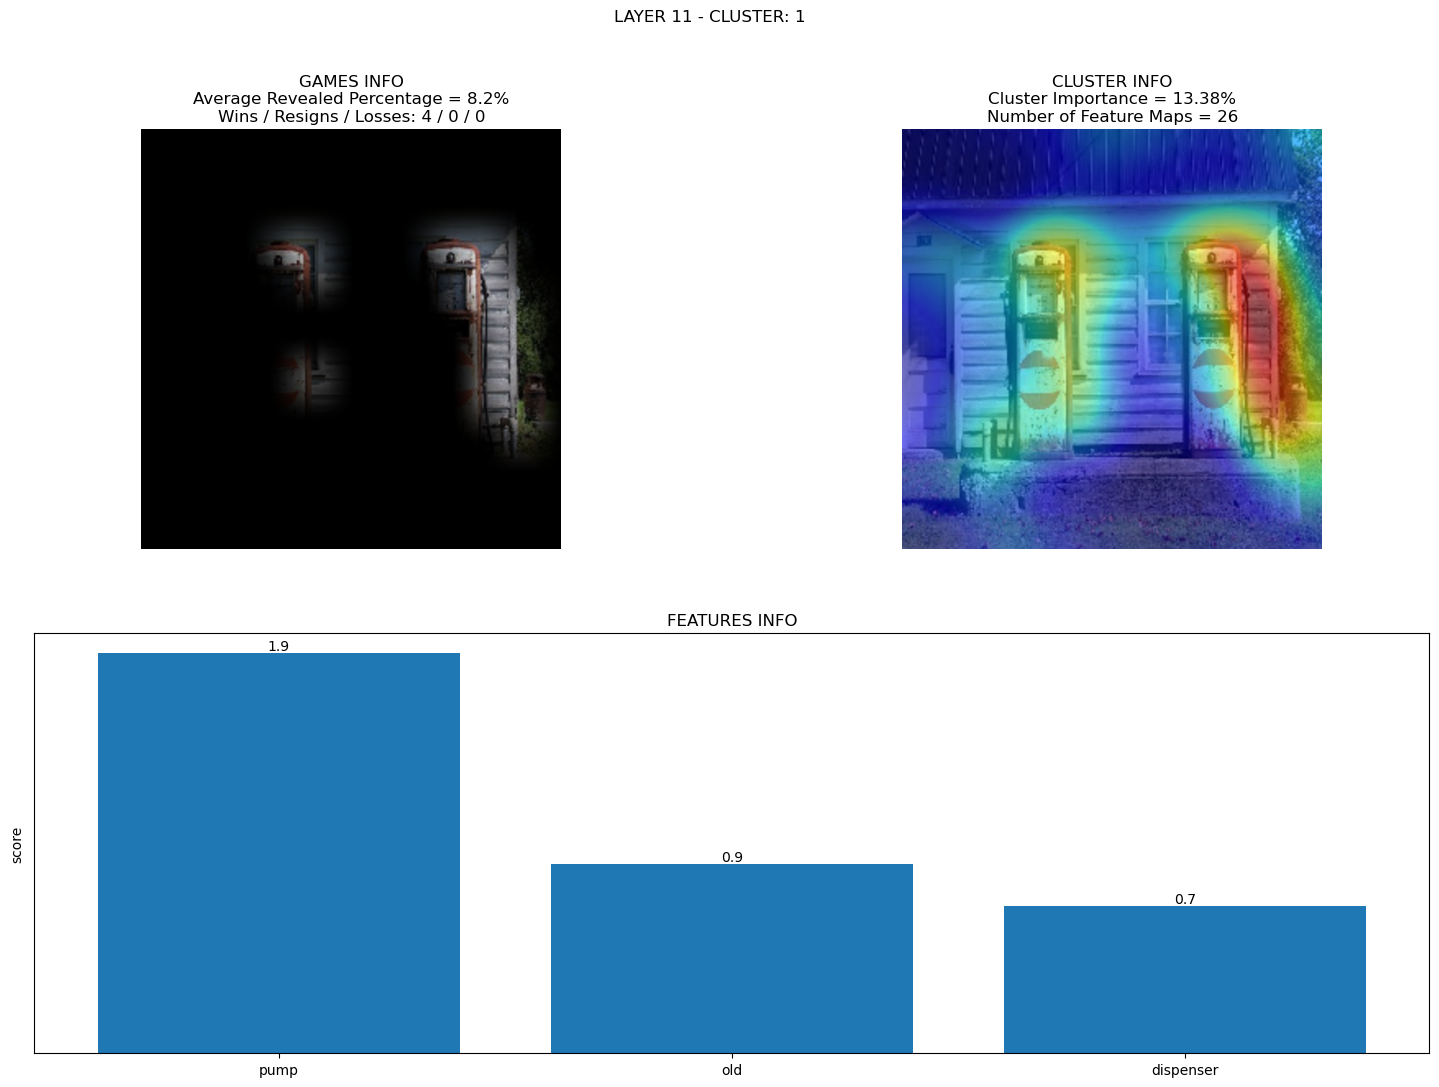 LAYER 11 - CLUSTER: 1
GAMES INFO
Average Revealed Percentage = 8.2%
Wins / Resigns / Losses: 4 / 0 / 0
CLUSTER INFO
Cluster Importance = 13.38%
Number of Feature Maps = 26
FEATURES INFO
score
1.9
0.9
0.7
pump
old
dispenser